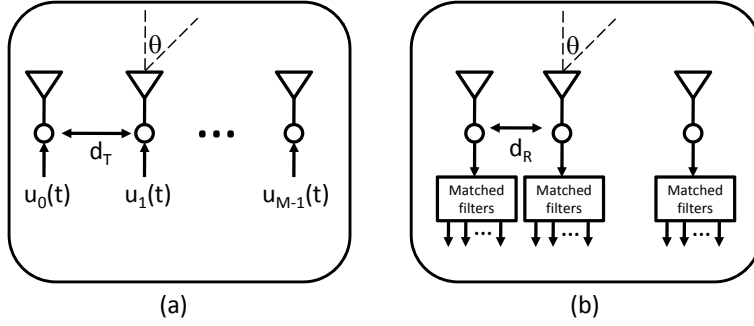 θ
d_T
u_0(t) u_1(t) u_{M-1}(t)
(a)
θ
d_R
Matched filters
Matched filters
Matched filters
(b)